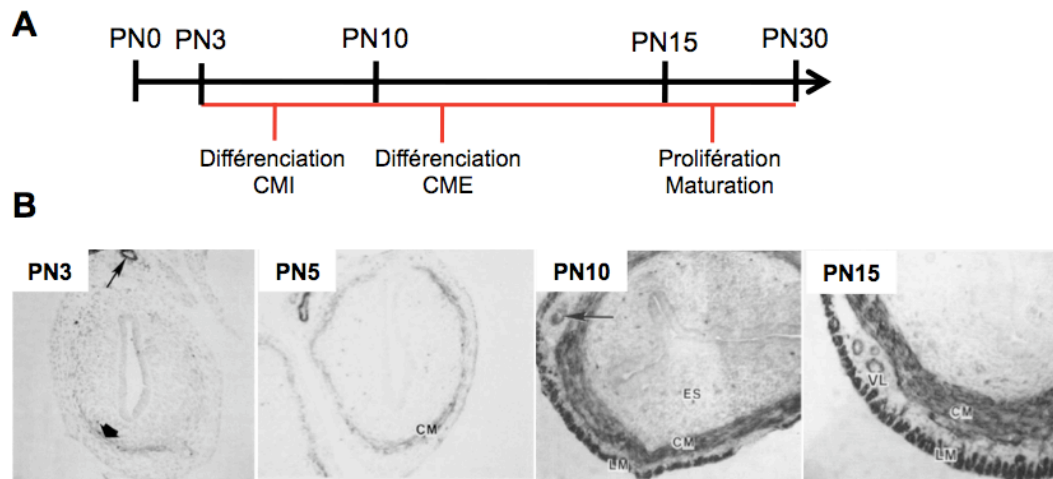 A
PN0 PN3 PN10 PN15 PN30
Différenciation
CMI
Différenciation
CME
Prolifération
Maturation
B
PN3
CM
PN5
ES
CM
LM
PN10
VL
CM
LM
PN15